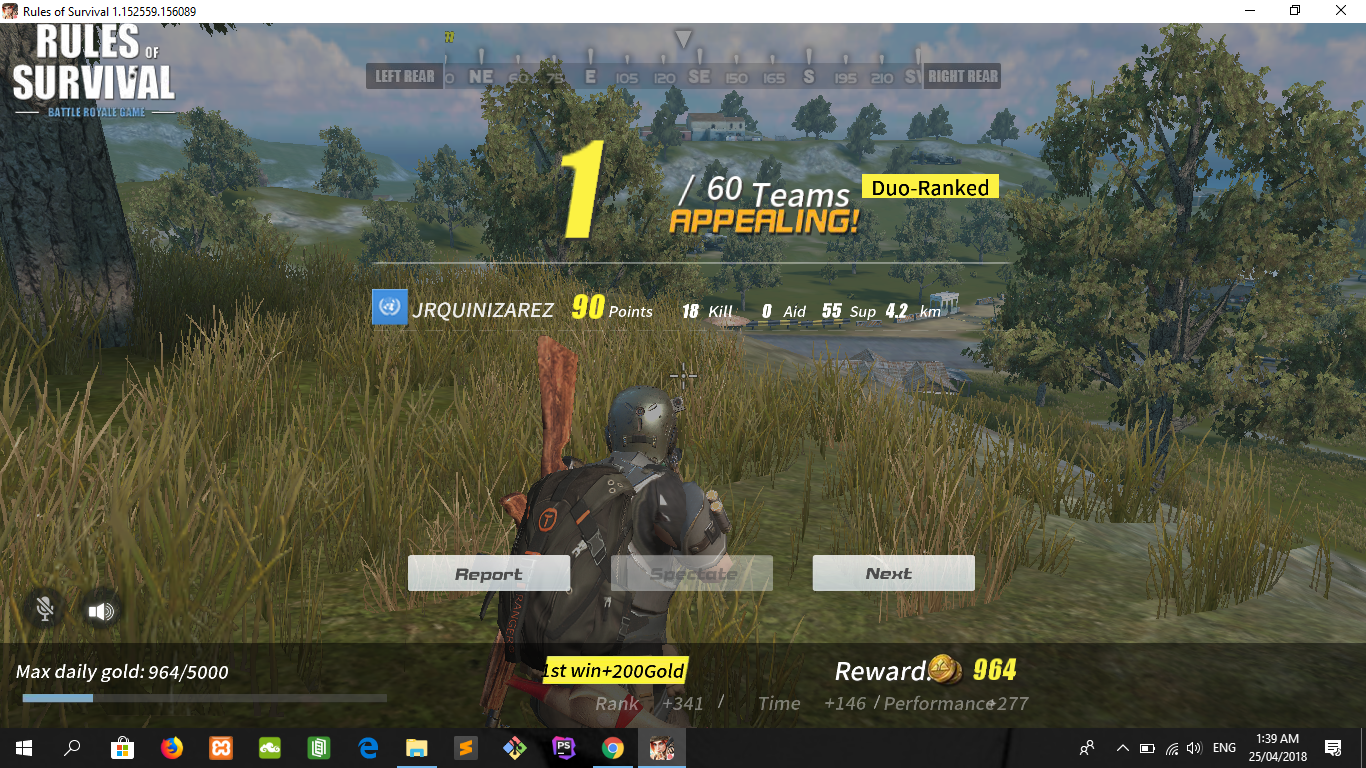 Rules of Survival 1.152559.156089
RULES OF
SURVIVAL
BATTLE ROYALE GAME
LEFT REAR
NE 60 75 E 105 120 SE 150 165 S 195 210
RIGHT REAR
1 / 60 Teams
Duo-Ranked
APPEALING!
JRQUINIZAREZ 90 Points 18 Kill 0 Aid 55 Sup 4.2 km
Report
Spectate
Next
RANGER
Max daily gold: 964/5000
1st win+200Gold
Reward: 964
Rank +341 / Time +146 / Performance+277
PS
ENG
1:39 AM
25/04/2018